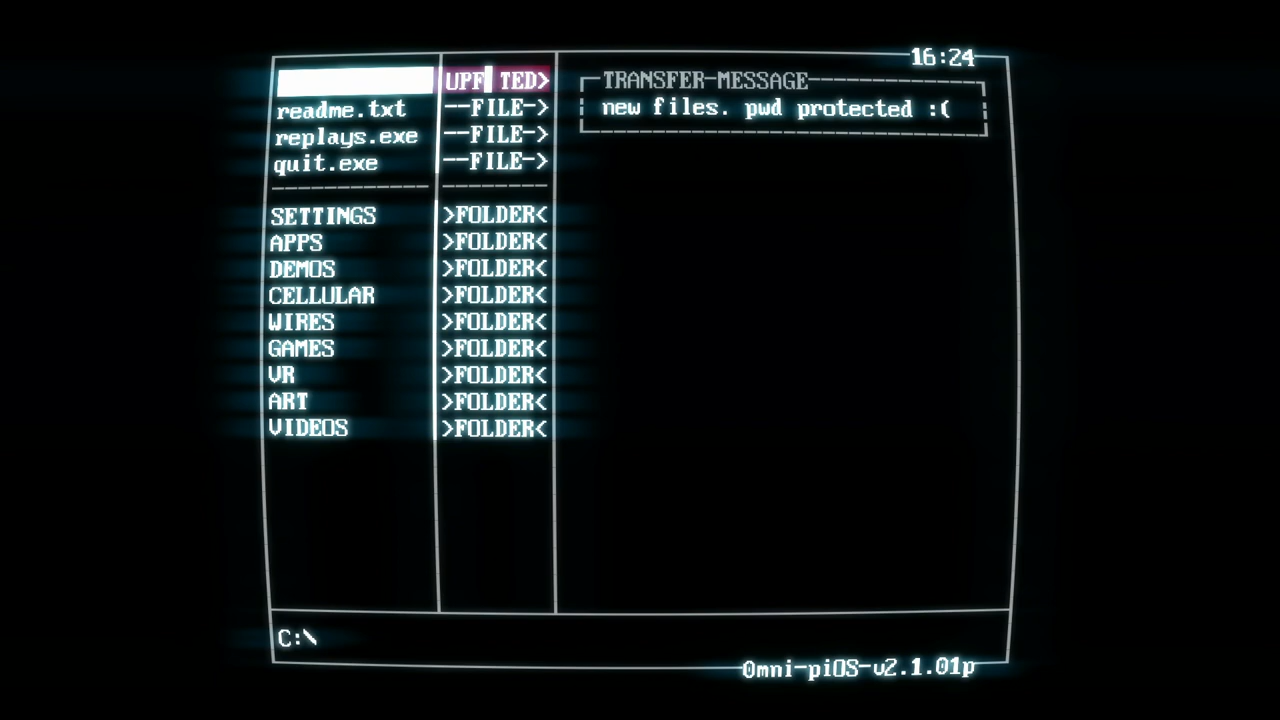 16:24
UPF TED>
TRANSFER-MESSAGE
new files. pwd protected :(
readme.txt --FILE->
replays.exe --FILE->
quit.exe --FILE->
SETTINGS >FOLDER<
APPS >FOLDER<
DEMOS >FOLDER<
CELLULAR >FOLDER<
WIRES >FOLDER<
GAMES >FOLDER<
VR >FOLDER<
ART >FOLDER<
VIDEOS >FOLDER<
C:\
0mni-piOS-v2.1.01p